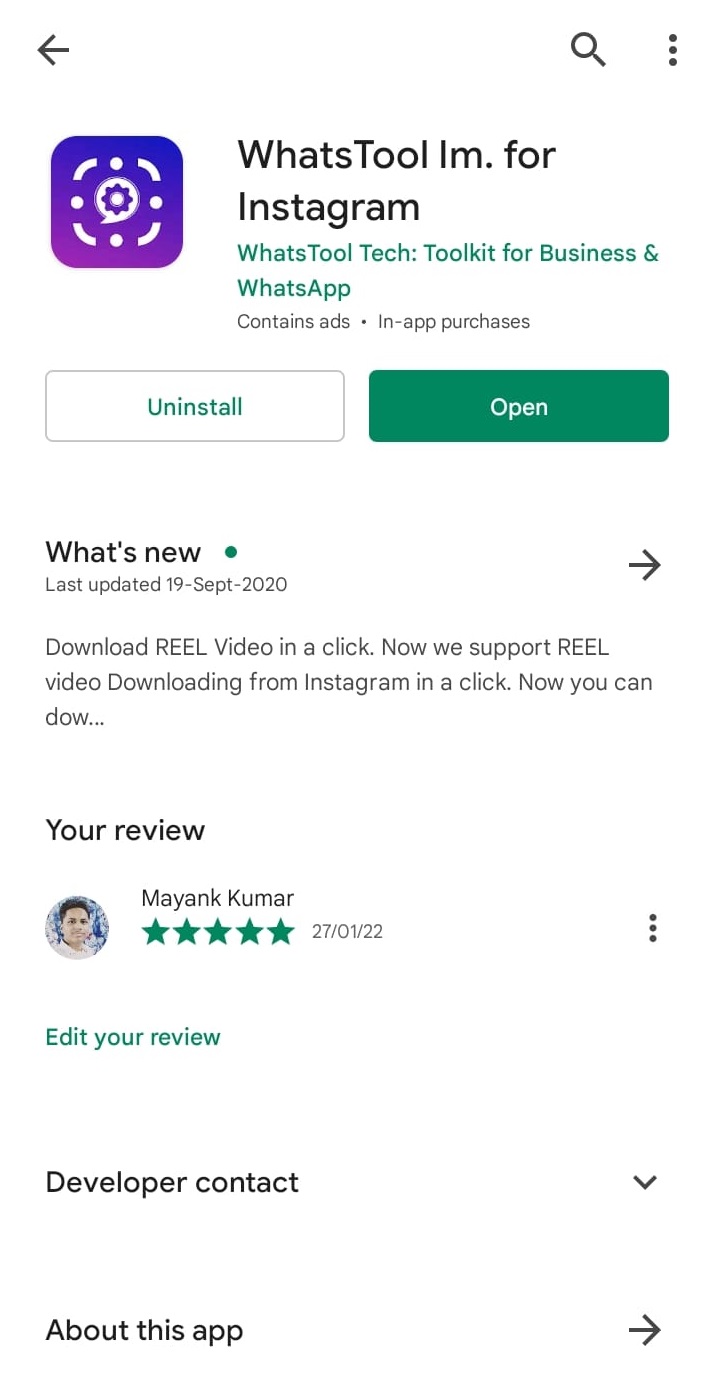 WhatsTool Im. for
Instagram
WhatsTool Tech: Toolkit for Business &
WhatsApp
Contains ads • In-app purchases
Uninstall
Open
What's new
Last updated 19-Sept-2020
Download REEL Video in a click. Now we support REEL
video Downloading from Instagram in a click. Now you can
dow...
Your review
Mayank Kumar
27/01/22
Edit your review
Developer contact
About this app